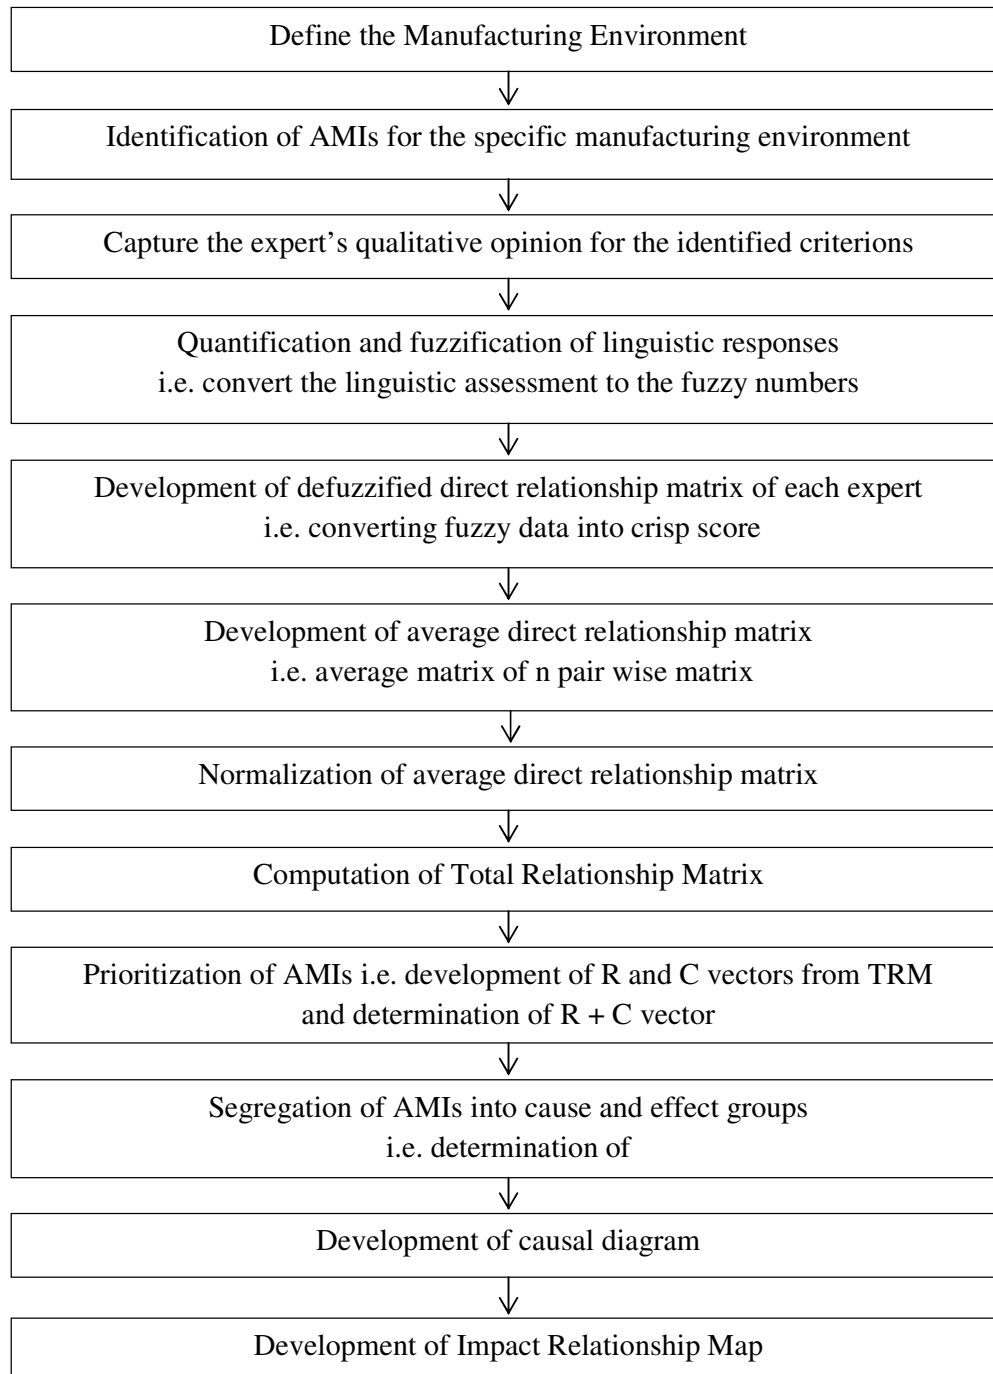 Define the Manufacturing Environment
Identification of AMIs for the specific manufacturing environment
Capture the expert’s qualitative opinion for the identified criterions
Quantification and fuzzification of linguistic responses
i.e. convert the linguistic assessment to the fuzzy numbers
Development of defuzzified direct relationship matrix of each expert
i.e. converting fuzzy data into crisp score
Development of average direct relationship matrix
i.e. average matrix of n pair wise matrix
Normalization of average direct relationship matrix
Computation of Total Relationship Matrix
Prioritization of AMIs i.e. development of R and C vectors from TRM
and determination of R + C vector
Segregation of AMIs into cause and effect groups
i.e. determination of
Development of causal diagram
Development of Impact Relationship Map